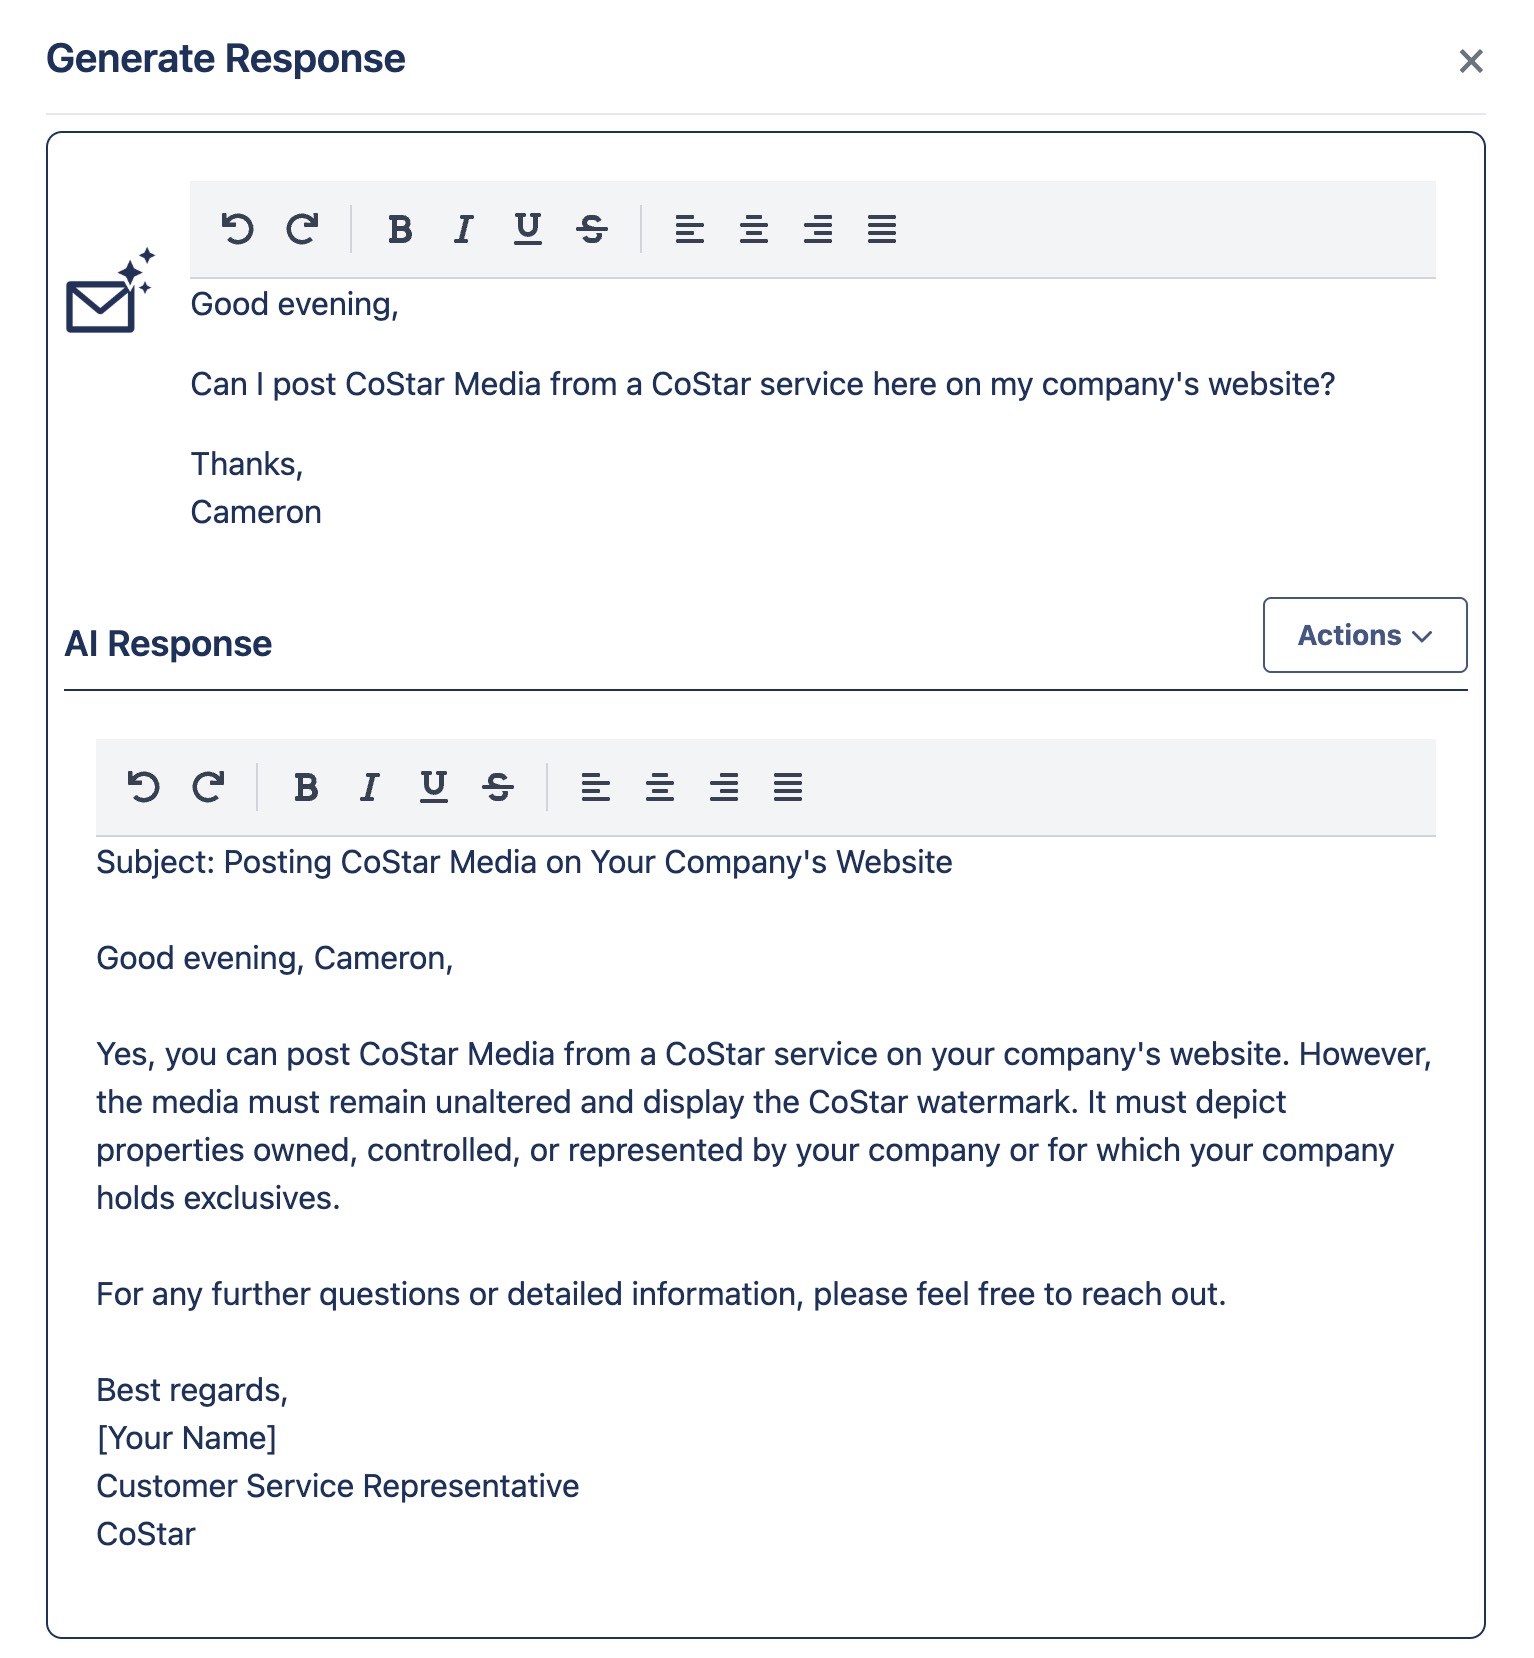 Generate Response
Good evening,
Can I post CoStar Media from a CoStar service here on my company's website?
Thanks,
Cameron
AI Response
Actions
Subject: Posting CoStar Media on Your Company's Website
Good evening, Cameron,
Yes, you can post CoStar Media from a CoStar service on your company's website. However,
the media must remain unaltered and display the CoStar watermark. It must depict
properties owned, controlled, or represented by your company or for which your company
holds exclusives.
For any further questions or detailed information, please feel free to reach out.
Best regards,
[Your Name]
Customer Service Representative
CoStar